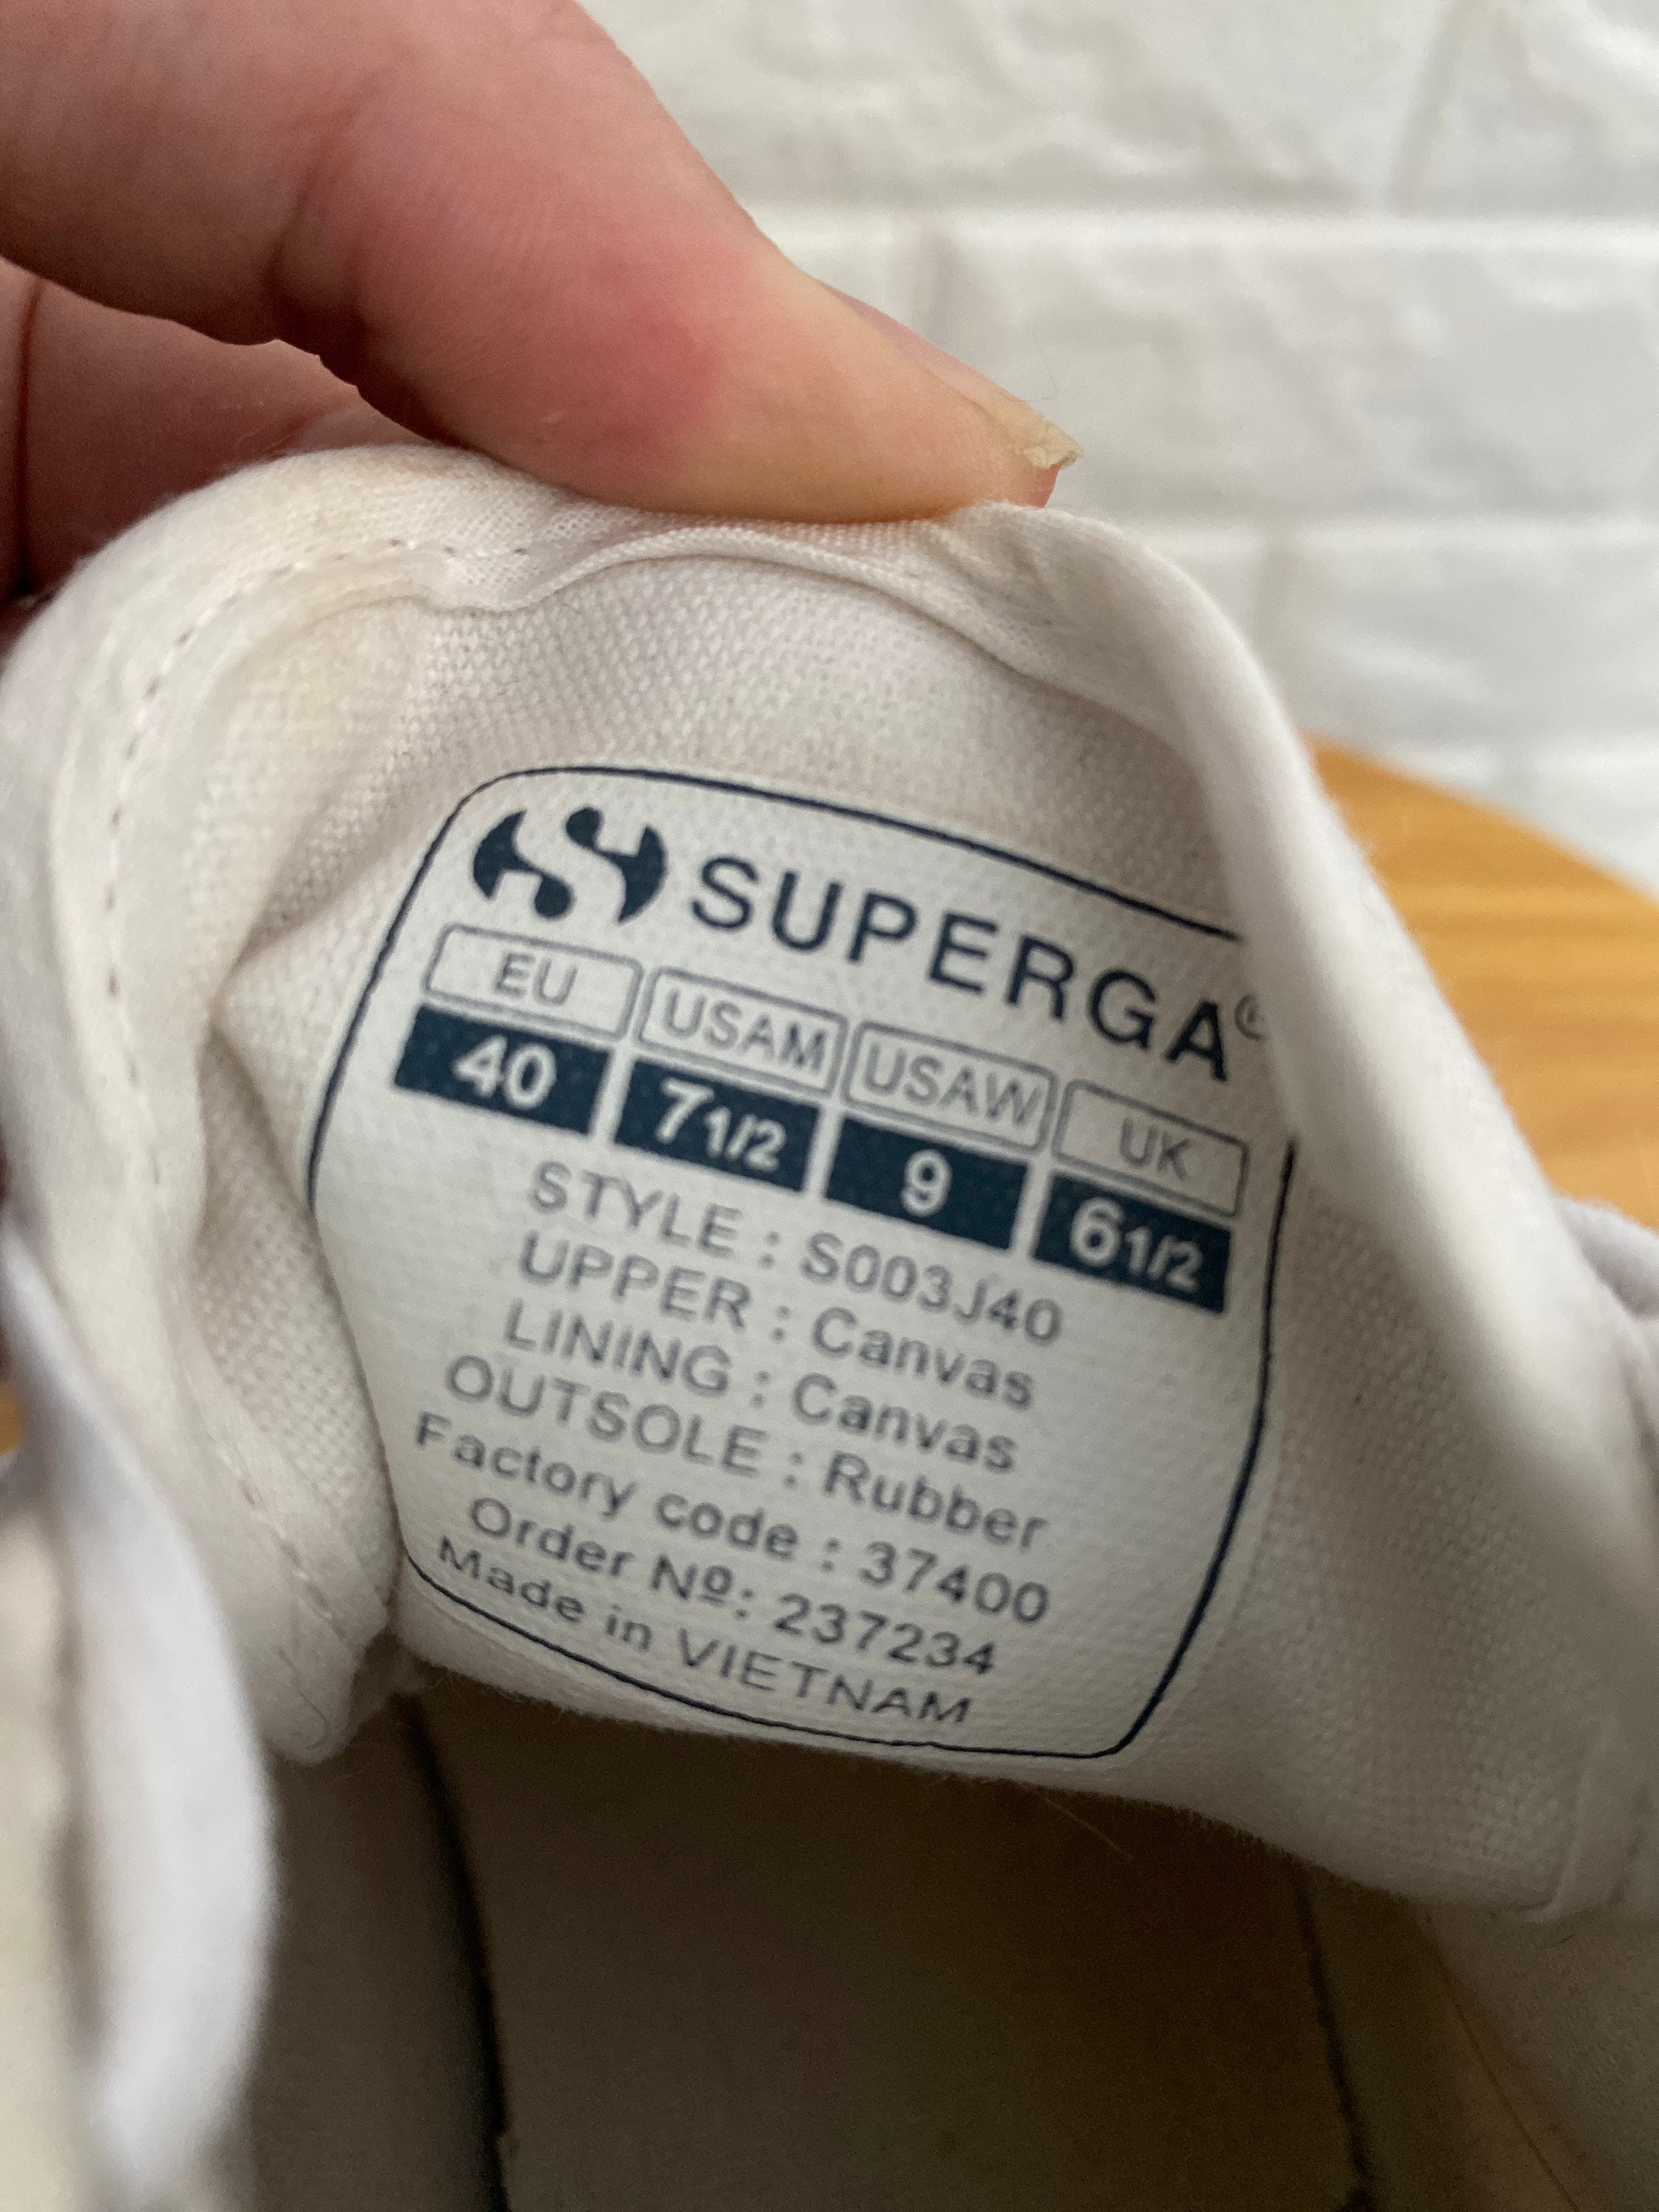 SUPERGA®
EU USAM USAW UK
40 7 1/2 9 6 1/2
STYLE : S003J40
UPPER : Canvas
LINING : Canvas
OUTSOLE : Rubber
Factory code : 37400
Order Nº: 237234
Made in VIETNAM